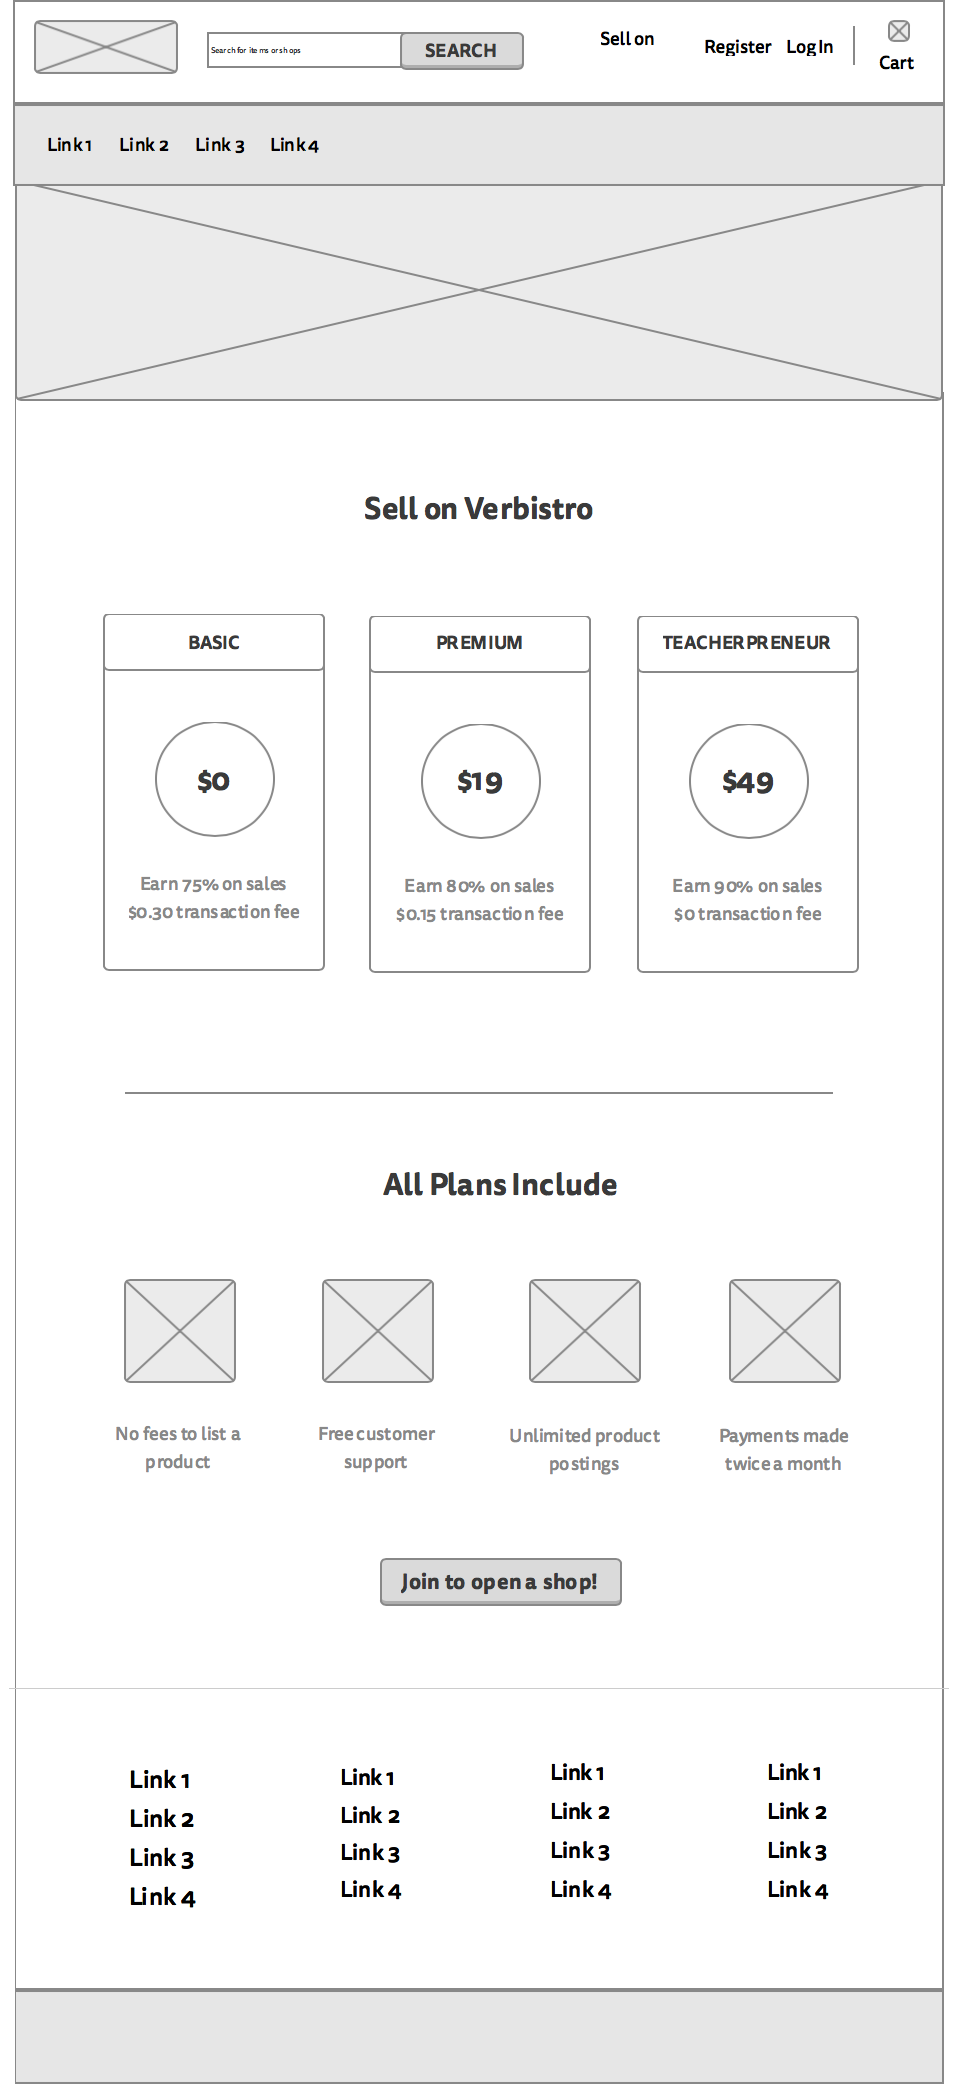 Search for items or shops
SEARCH
Sell on
Register
Log In
Cart
Link 1
Link 2
Link 3
Link 4
Sell on Verbistro
BASIC
$0
Earn 75% on sales
$0.30 transaction fee
PREMIUM
$19
Earn 80% on sales
$0.15 transaction fee
TEACHERPRENEUR
$49
Earn 90% on sales
$0 transaction fee
All Plans Include
No fees to list a
product
Free customer
support
Unlimited product
postings
Payments made
twice a month
Join to open a shop!
Link 1
Link 2
Link 3
Link 4
Link 1
Link 2
Link 3
Link 4
Link 1
Link 2
Link 3
Link 4
Link 1
Link 2
Link 3
Link 4